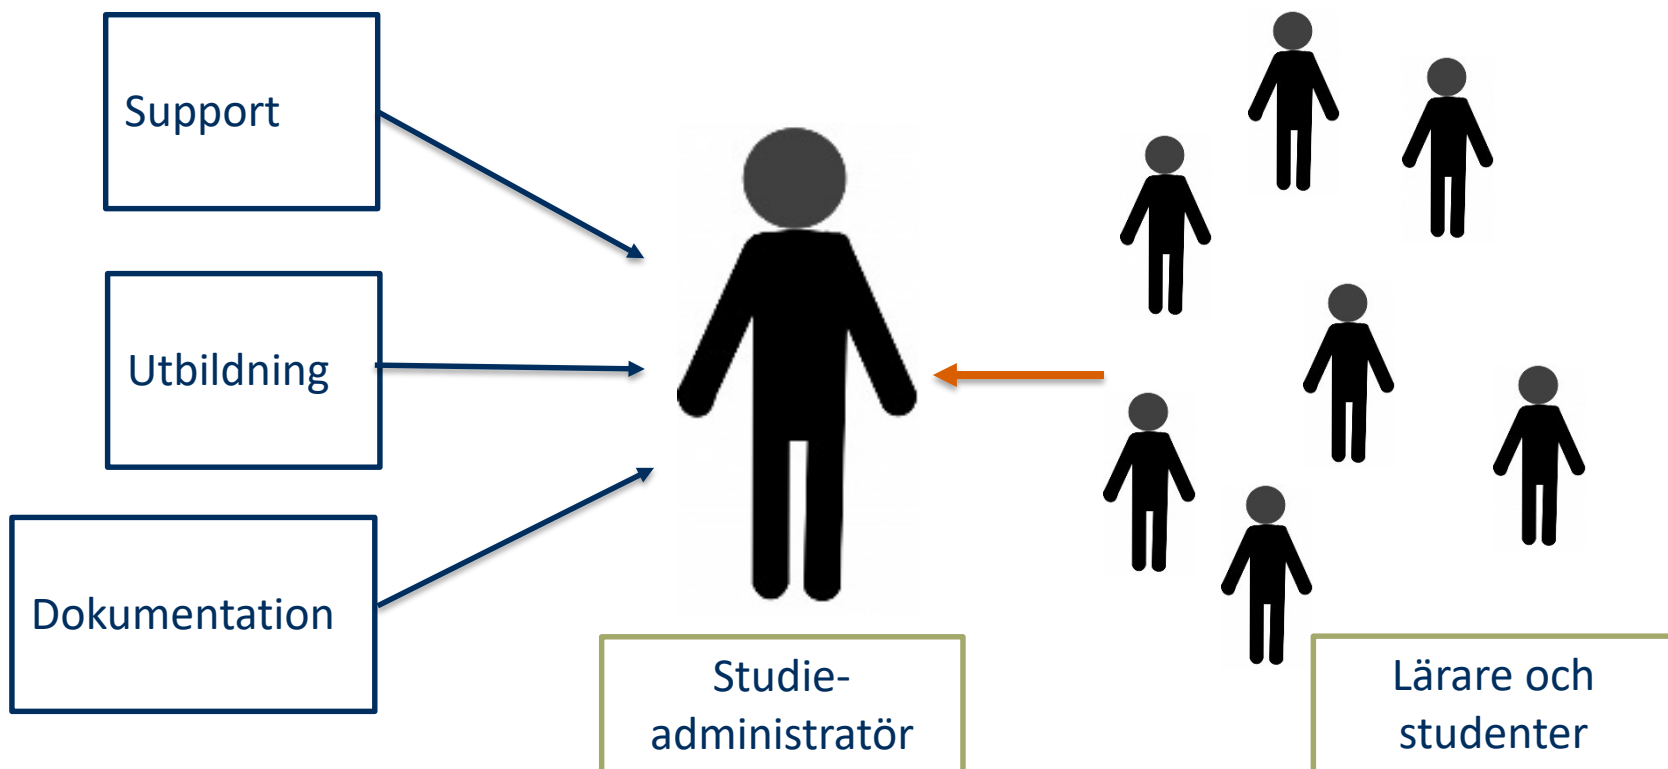 Support
Utbildning
Dokumentation
Studie-
administratör
Lärare och
studenter